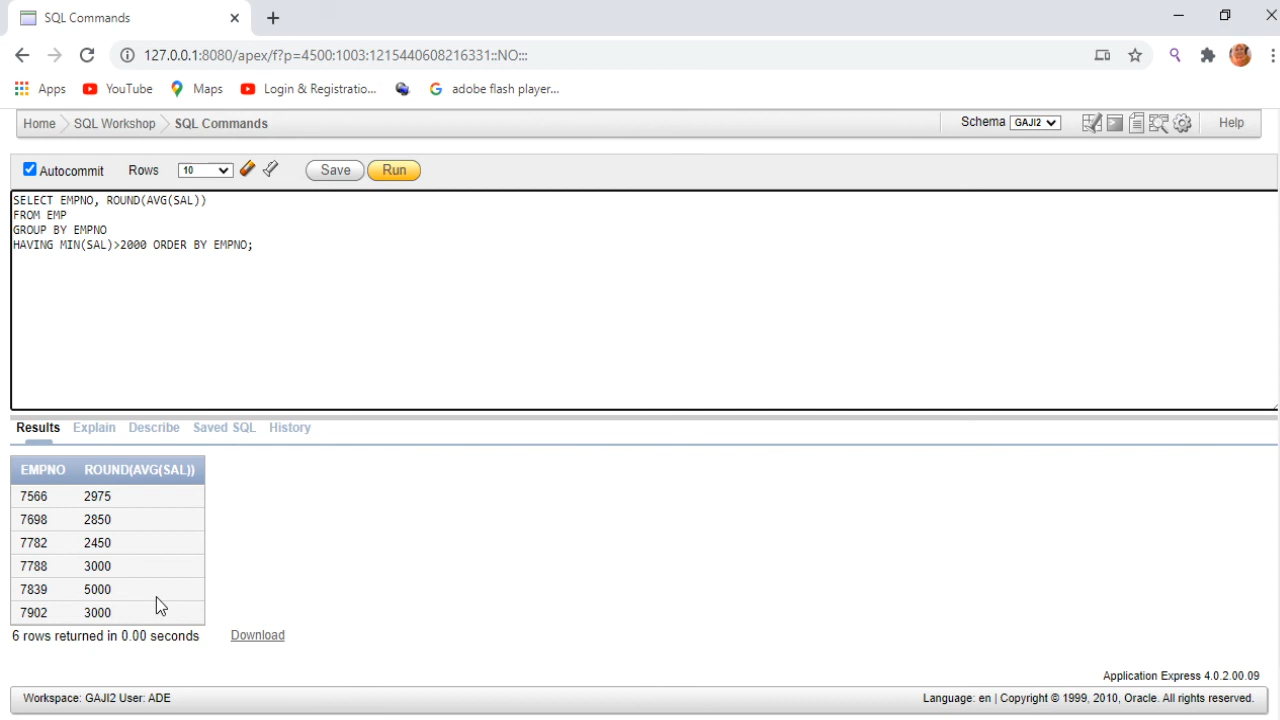 SQL Commands
127.0.0.1:8080/apex/f?p=4500:1003:1215440608216331::NO:::
Apps YouTube Maps Login & Registratio... adobe flash player...
Home SQL Workshop SQL Commands Schema GAJI2 Help
Autocommit Rows 10 Save Run
SELECT EMPNO, ROUND(AVG(SAL))
FROM EMP
GROUP BY EMPNO
HAVING MIN(SAL)>2000 ORDER BY EMPNO;
Results Explain Describe Saved SQL History
EMPNO ROUND(AVG(SAL))
7566 2975
7698 2850
7782 2450
7788 3000
7839 5000
7902 3000
6 rows returned in 0.00 seconds Download
Application Express 4.0.2.00.09
Workspace: GAJI2 User: ADE Language: en | Copyright © 1999, 2010, Oracle. All rights reserved.